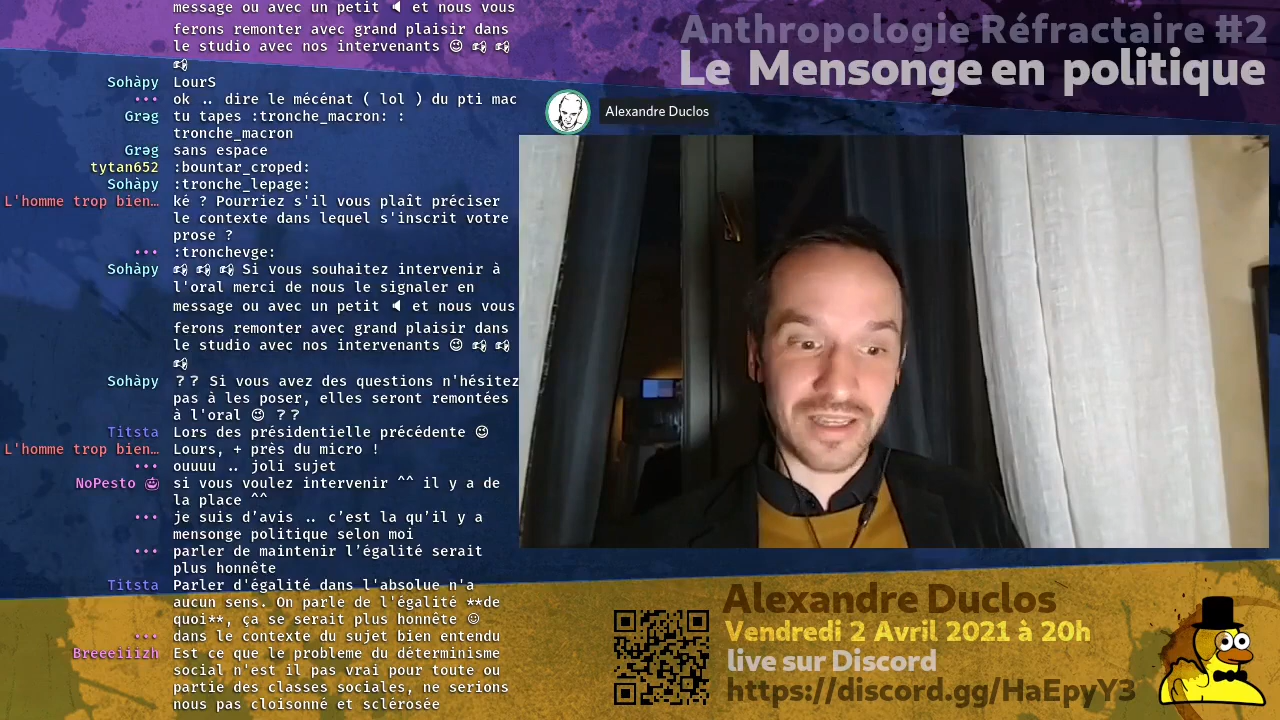 message ou avec un petit 🔈 et nous vous
ferons remonter avec grand plaisir dans
le studio avec nos intervenants 😉
Sohàpy LourS
••• ok .. dire le mécénat ( lol ) du pti mac
Grəg tu tapes :tronche_macron: :
tronche_macron
Grəg sans espace
tytan652 :bountar_croped:
Sohàpy :tronche_lepage:
L'homme trop bien… ké ? Pourriez s'il vous plaît préciser
le contexte dans lequel s'inscrit votre
prose ?
••• :tronchevge:
Sohàpy Si vous souhaitez intervenir à
l'oral merci de nous le signaler en
message ou avec un petit 🔈 et nous vous
ferons remonter avec grand plaisir dans
le studio avec nos intervenants 😉
Sohàpy ?? Si vous avez des questions n'hésitez
pas à les poser, elles seront remontées
à l'oral 😉 ??
Titsta Lors des présidentielle précédente 😉
L'homme trop bien… Lours, + près du micro !
••• ouuuu .. joli sujet
NoPesto si vous voulez intervenir ^^ il y a de
la place ^^
••• je suis d’avis .. c’est la qu’il y a
mensonge politique selon moi
••• parler de maintenir l’égalité serait
plus honnête
Titsta Parler d'égalité dans l'absolue n'a
aucun sens. On parle de l'égalité **de
quoi**, ça se serait plus honnête ☺
••• dans le contexte du sujet bien entendu
Breeeiiizh Est ce que le probleme du déterminisme
social n'est il pas vrai pour toute ou
partie des classes sociales, ne serions
nous pas cloisonné et sclérosée
Anthropologie Réfractaire #2
Le Mensonge en politique
Alexandre Duclos
Alexandre Duclos
Vendredi 2 Avril 2021 à 20h
live sur Discord
https://discord.gg/HaEpyY3